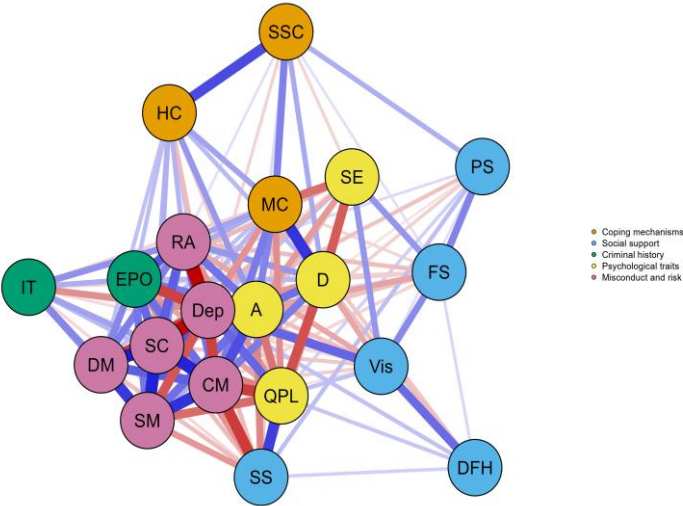 SSC
HC
PS
SE
MC
RA
Coping mechanisms
Social support
Criminal history
Psychological traits
Misconduct and risk
FS
EPO
D
IT
Dep
A
SC
DM
Vis
CM
QPL
SM
DFH
SS